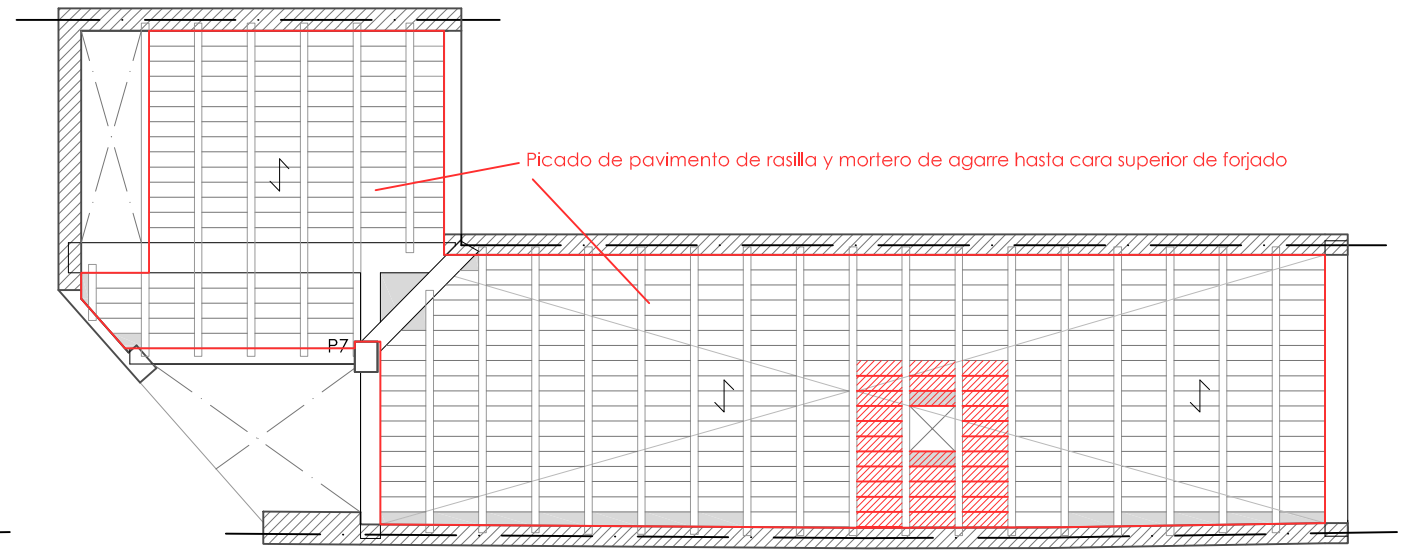 Picado de pavimento de rasilla y mortero de agarre hasta cara superior de forjado
P7